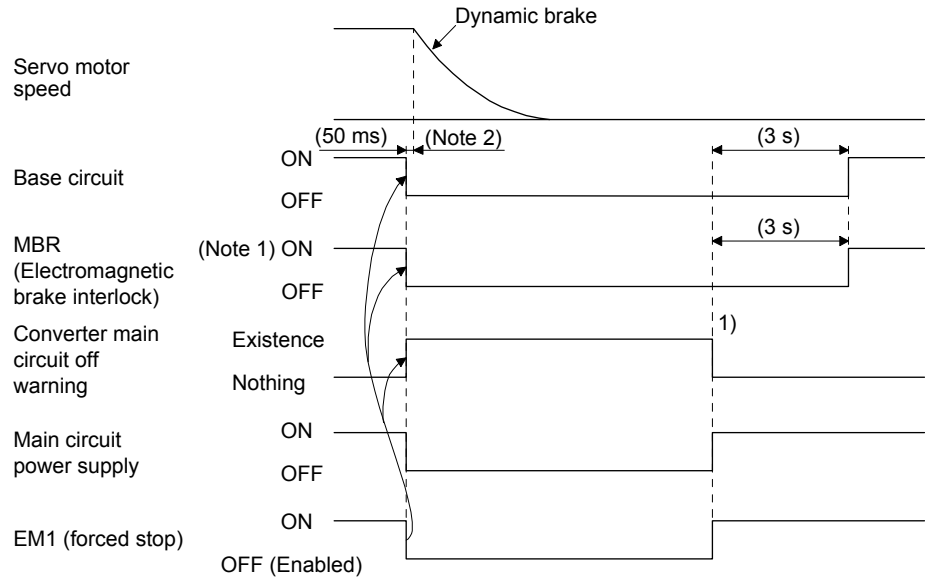 Dynamic brake
Servo motor
speed
(50 ms)
(Note 2)
(3 s)
Base circuit
ON
OFF
(3 s)
MBR
(Electromagnetic
brake interlock)
(Note 1) ON
OFF
1)
Converter main
circuit off
warning
Existence
Nothing
Main circuit
power supply
ON
OFF
EM1 (forced stop)
ON
OFF (Enabled)